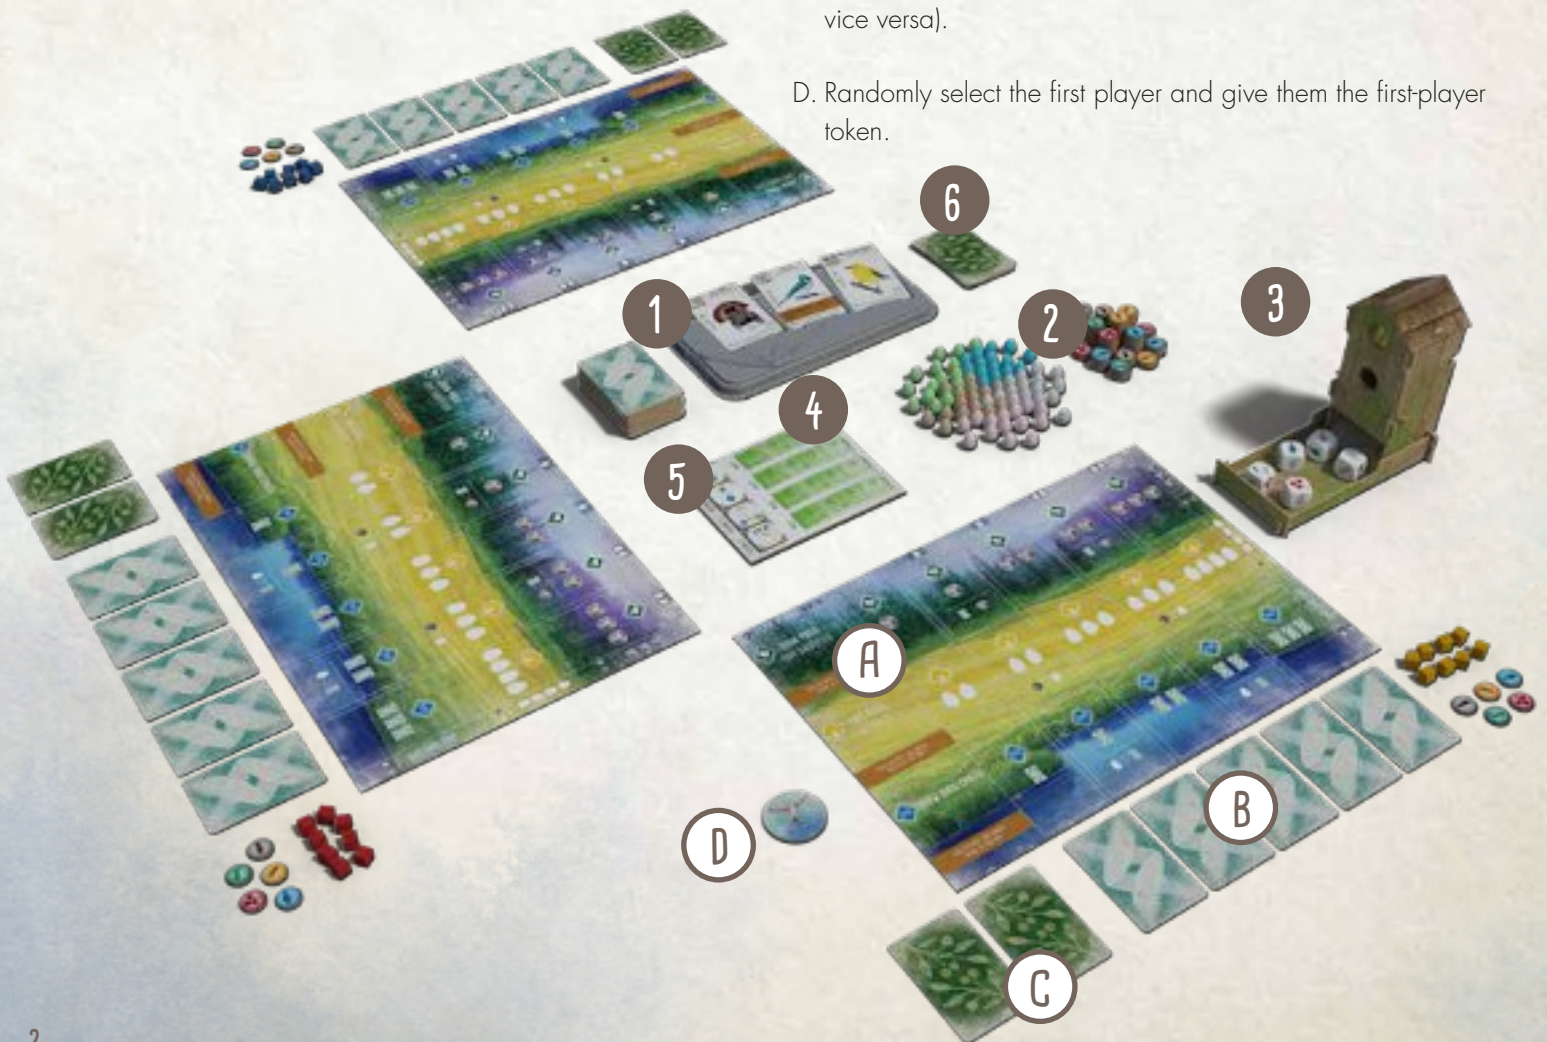 vice versa).
D. Randomly select the first player and give them the first-player
token.
6
1
2
3
4
5
A
B
D
C
2